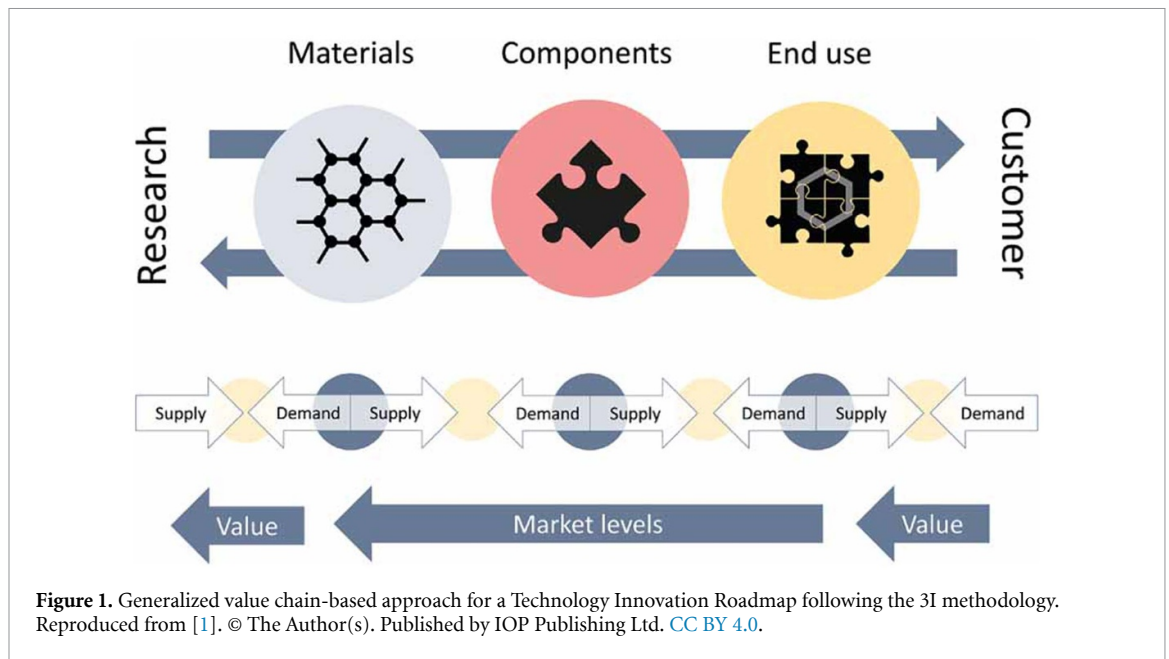 Materials
Components
End use
Research
Customer
Supply
Demand
Supply
Demand
Supply
Demand
Supply
Demand
Value
Market levels
Value
Figure 1. Generalized value chain-based approach for a Technology Innovation Roadmap following the 3I methodology.
Reproduced from [1]. © The Author(s). Published by IOP Publishing Ltd. CC BY 4.0.